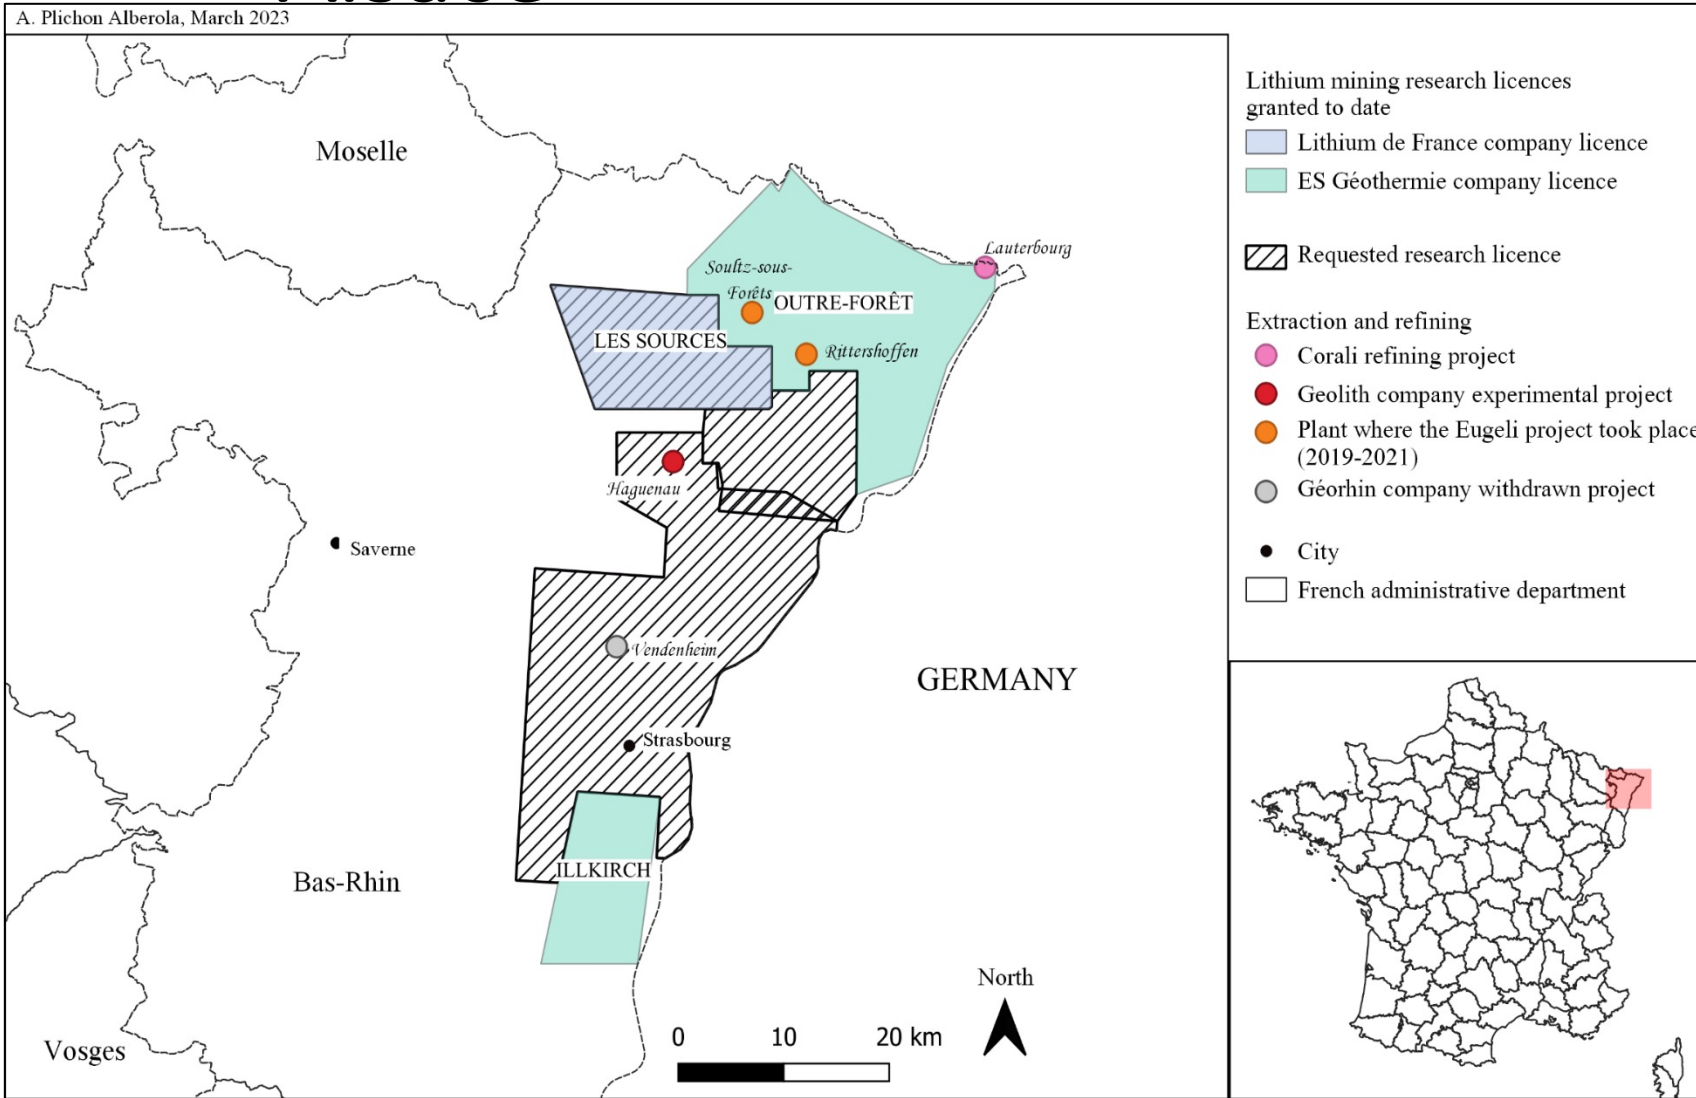 A. Plichon Alberola, March 2023
Moselle
Lauterbourg
Soultz-sous-
Forêts
OUTRE-FORÊT
LES SOURCES
Rittershoffen
Haguenau
Saverne
Vendenheim
GERMANY
Strasbourg
ILLKIRCH
Bas-Rhin
Vosges
North
0 10 20 km
Lithium mining research licences
granted to date
Lithium de France company licence
ES Géothermie company licence
Requested research licence
Extraction and refining
Corali refining project
Geolith company experimental project
Plant where the Eugeli project took place
(2019-2021)
Géorhin company withdrawn project
City
French administrative department